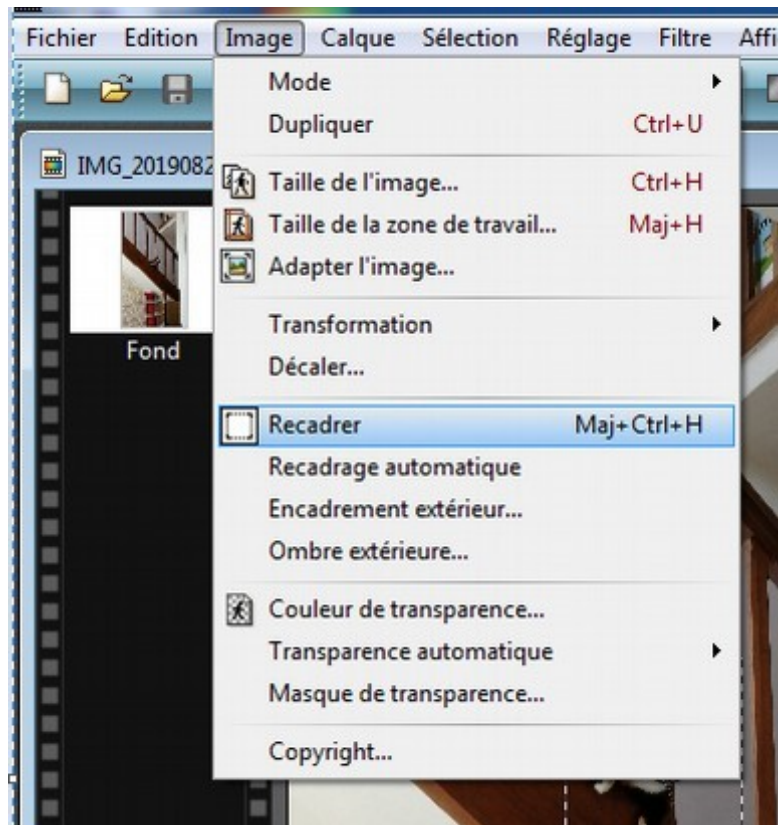 Fichier Edition Image Calque Sélection Réglage Filtre Affi
IMG_2019082
Fond
Mode
Dupliquer Ctrl+U
Taille de l'image... Ctrl+H
Taille de la zone de travail... Maj+H
Adapter l'image...
Transformation
Décaler...
Recadrer Maj+Ctrl+H
Recadrage automatique
Encadrement extérieur...
Ombre extérieure...
Couleur de transparence...
Transparence automatique
Masque de transparence...
Copyright...